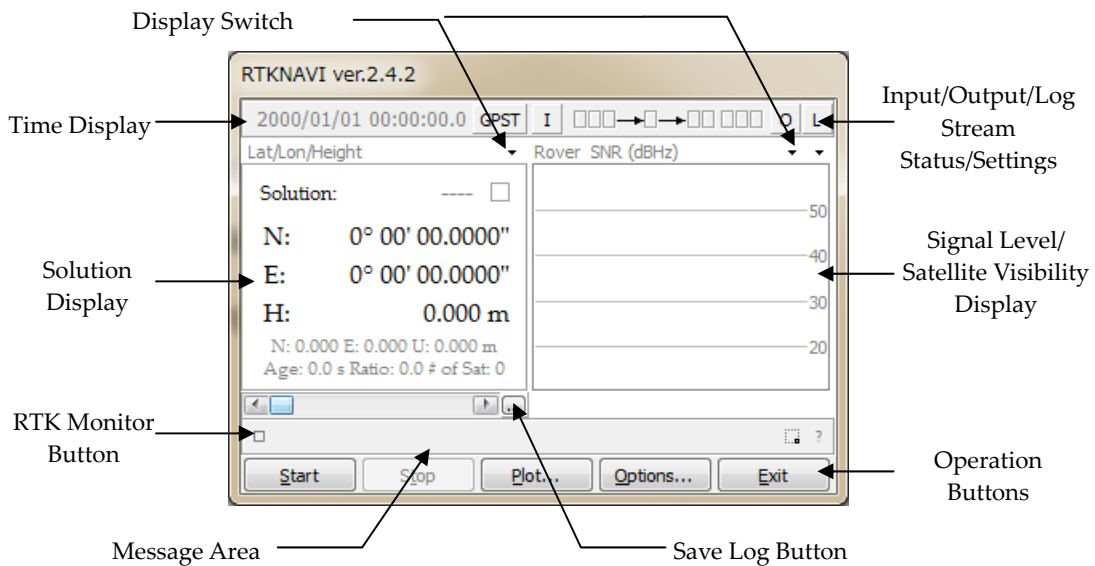 Display Switch
RTKNAVI ver.2.4.2
Input/Output/Log
Stream
Status/Settings
Time Display
2000/01/01 00:00:00.0 GPST I O L
Lat/Lon/Height
Rover SNR (dBHz)
Solution: ----
N: 0° 00' 00.0000"
E: 0° 00' 00.0000"
H: 0.000 m
N: 0.000 E: 0.000 U: 0.000 m
Age: 0.0 s Ratio: 0.0 # of Sat: 0
50
40
30
20
Solution
Display
Signal Level/
Satellite Visibility
Display
...
RTK Monitor
Button
?
Start Stop Plot... Options... Exit
Operation
Buttons
Message Area
Save Log Button